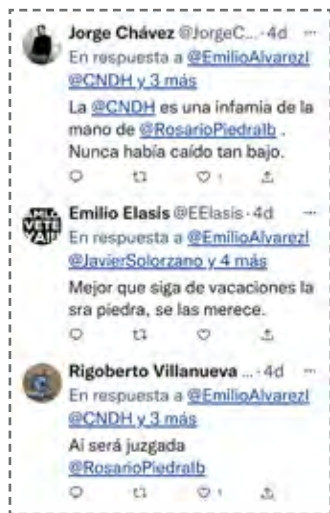 Jorge Chávez @JorgeC... · 4d ···
En respuesta a @EmilioAlvarezI
@CNDH y 3 más
La @CNDH es una infamia de la
mano de @RosarioPiedraIb .
Nunca había caído tan bajo.
1
Emilio Elasis @EElasis · 4d ···
En respuesta a @EmilioAlvarezI
@JavierSolorzano y 4 más
Mejor que siga de vacaciones la
sra piedra, se las merece.
Rigoberto Villanueva ... · 4d ···
En respuesta a @EmilioAlvarezI
@CNDH y 3 más
Ai será juzgada
@RosarioPiedraIb
1